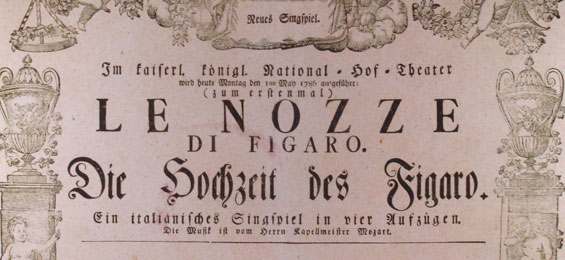 Neues Singspiel.
Im kaiserl. königl. National-Hof-Theater
wird heute Montag den 1ten May 1786 aufgeführt:
(zum erstenmal)
LE NOZZE
DI FIGARO.
Die Hochzeit des Figaro.
Ein italiänisches Singspiel in vier Aufzügen.
Die Musik ist vom Herrn Kapellmeister Mozart.